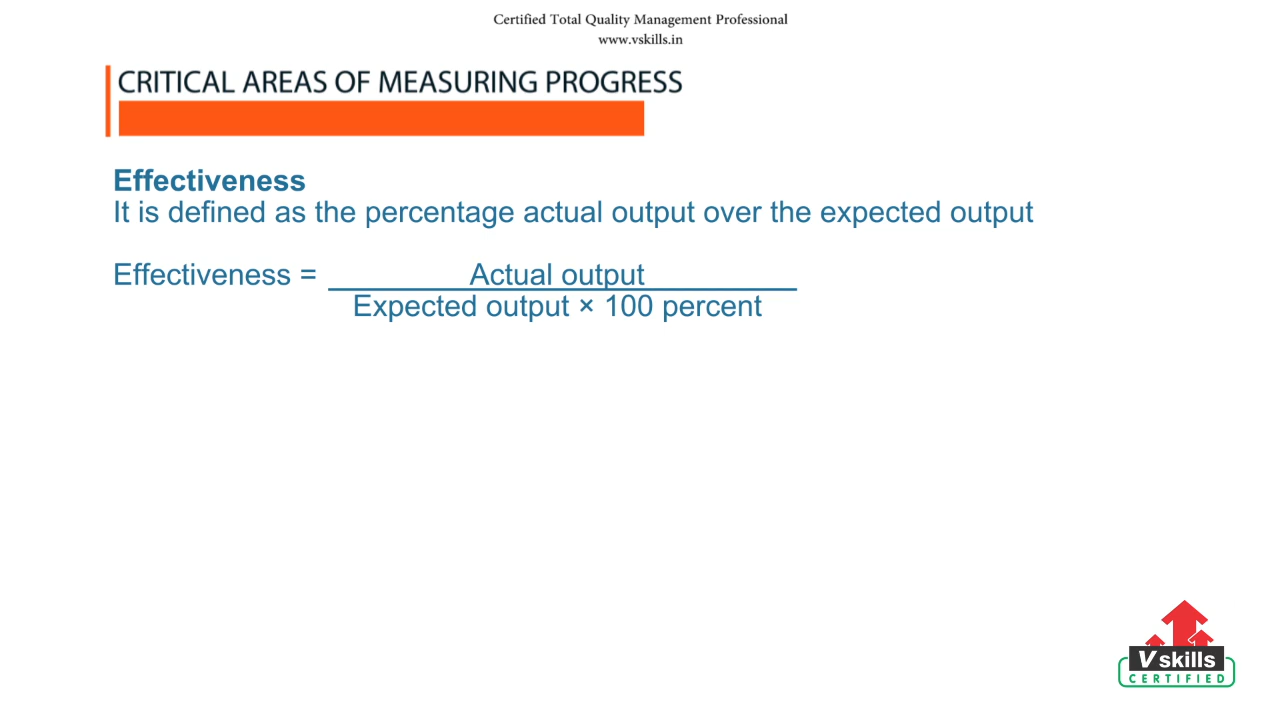 Certified Total Quality Management Professional
www.vskills.in
CRITICAL AREAS OF MEASURING PROGRESS
Effectiveness
It is defined as the percentage actual output over the expected output
Effectiveness = Actual output
Expected output × 100 percent
Vskills
CERTIFIED